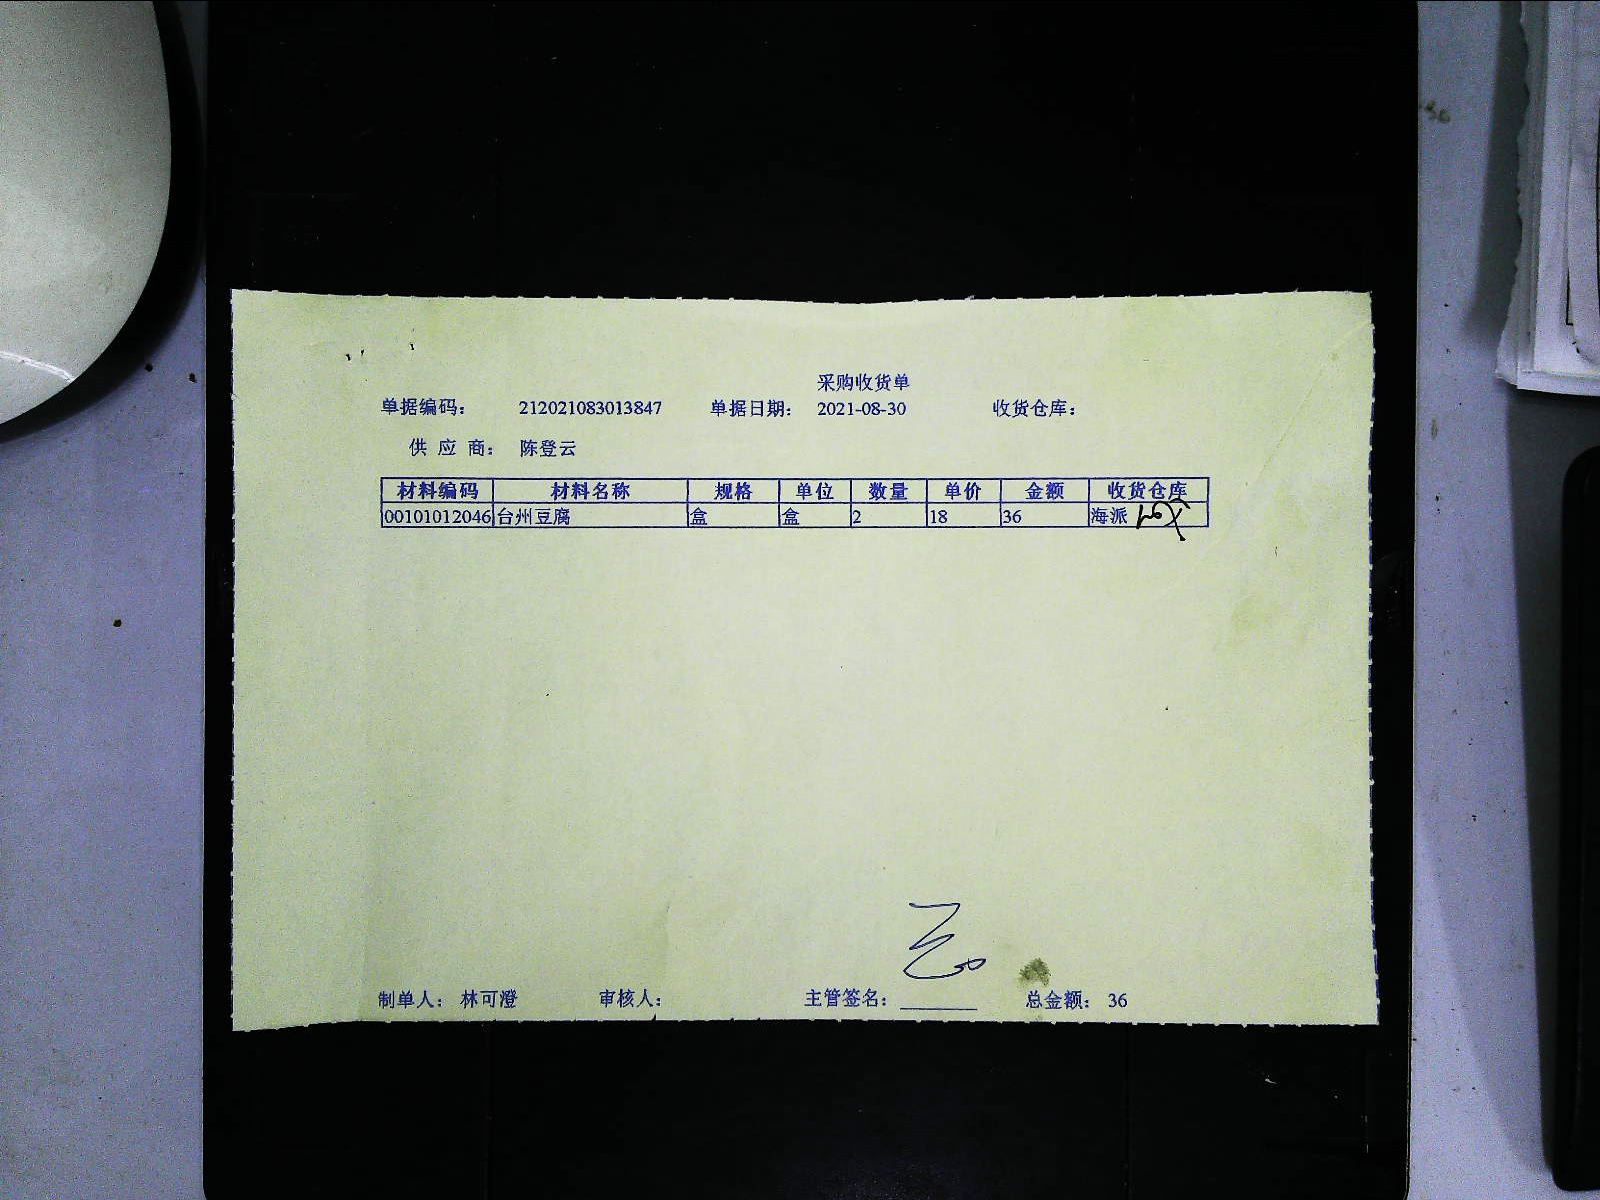 采购收货单
单据编码： 212021083013847 单据日期： 2021-08-30 收货仓库：
供 应 商： 陈登云
材料编码 材料名称 规格 单位 数量 单价 金额 收货仓库
00101012046 台州豆腐 盒 盒 2 18 36 海派
制单人： 林可澄 审核人： 主管签名： 总金额： 36